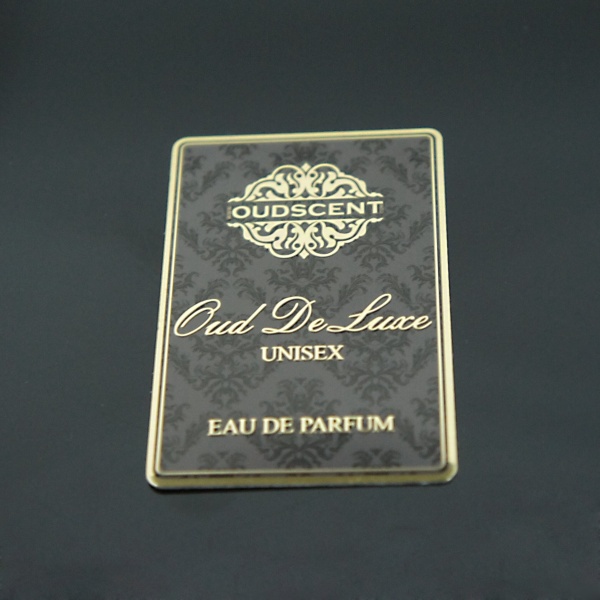 OUDSCENT
Oud De Luxe
UNISEX
EAU DE PARFUM